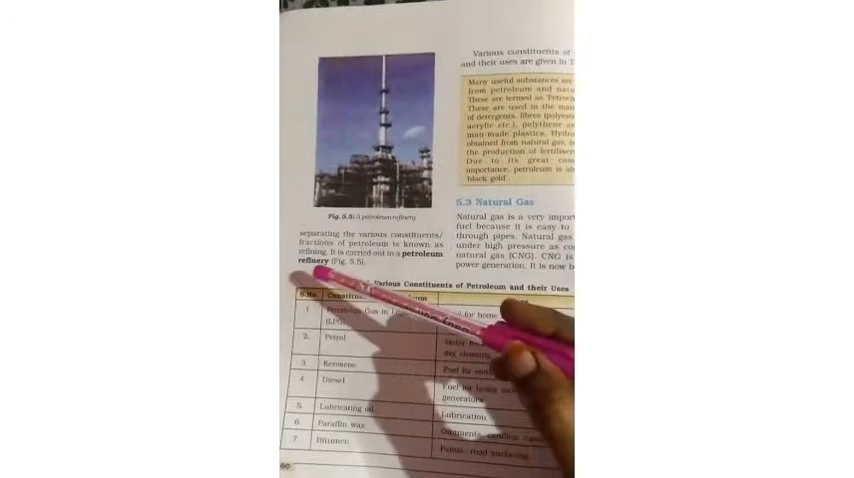 Fig. 5.5: A petroleum refinery
separating the various constituents/
fractions of petroleum is known as
refining. It is carried out in a petroleum
refinery (Fig. 5.5).
Various constituents of
and their uses are given in T
Many useful substances are
from petroleum and natu
These are termed as 'Petroch
These are used in the man
of detergents, fibres (polyeste
acrylic etc.), polythene an
man-made plastics. Hydro
obtained from natural gas, is
the production of fertiliser
Due to its great com
importance, petroleum is als
'black gold'.
5.3 Natural Gas
Natural gas is a very import
fuel because it is easy to
through pipes. Natural gas
under high pressure as co
natural gas (CNG). CNG is
power generation. It is now b
Various Constituents of Petroleum and their Uses
S.No. Constitu
1 Petroleum Gas in Li for home
(LPG)
2. Petrol Motor fu
dry cleaning
3. Kerosene Fuel for
4. Diesel Fuel for heavy mot
generators
5. Lubricating oil Lubrication
6. Paraffin wax Ointments, candles
7. Bitumen Paints, road surfacing
60